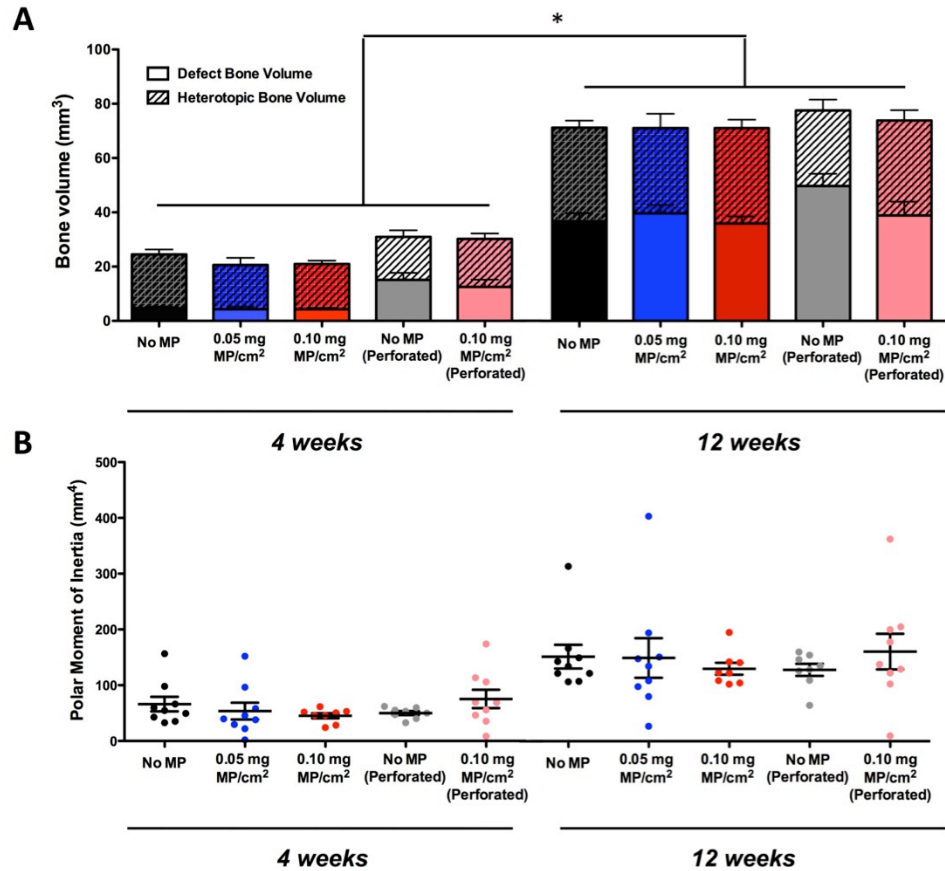 A
*
Bone volume (mm³)
100
80
60
40
20
0
Defect Bone Volume
Heterotopic Bone Volume
No MP
0.05 mg
MP/cm²
0.10 mg
MP/cm²
No MP
(Perforated)
0.10 mg
MP/cm²
(Perforated)
No MP
0.05 mg
MP/cm²
0.10 mg
MP/cm²
No MP
(Perforated)
0.10 mg
MP/cm²
(Perforated)
4 weeks
12 weeks
B
Polar Moment of Inertia (mm⁴)
500
400
300
200
100
0
No MP
0.05 mg
MP/cm²
0.10 mg
MP/cm²
No MP
(Perforated)
0.10 mg
MP/cm²
(Perforated)
No MP
0.05 mg
MP/cm²
0.10 mg
MP/cm²
No MP
(Perforated)
0.10 mg
MP/cm²
(Perforated)
4 weeks
12 weeks